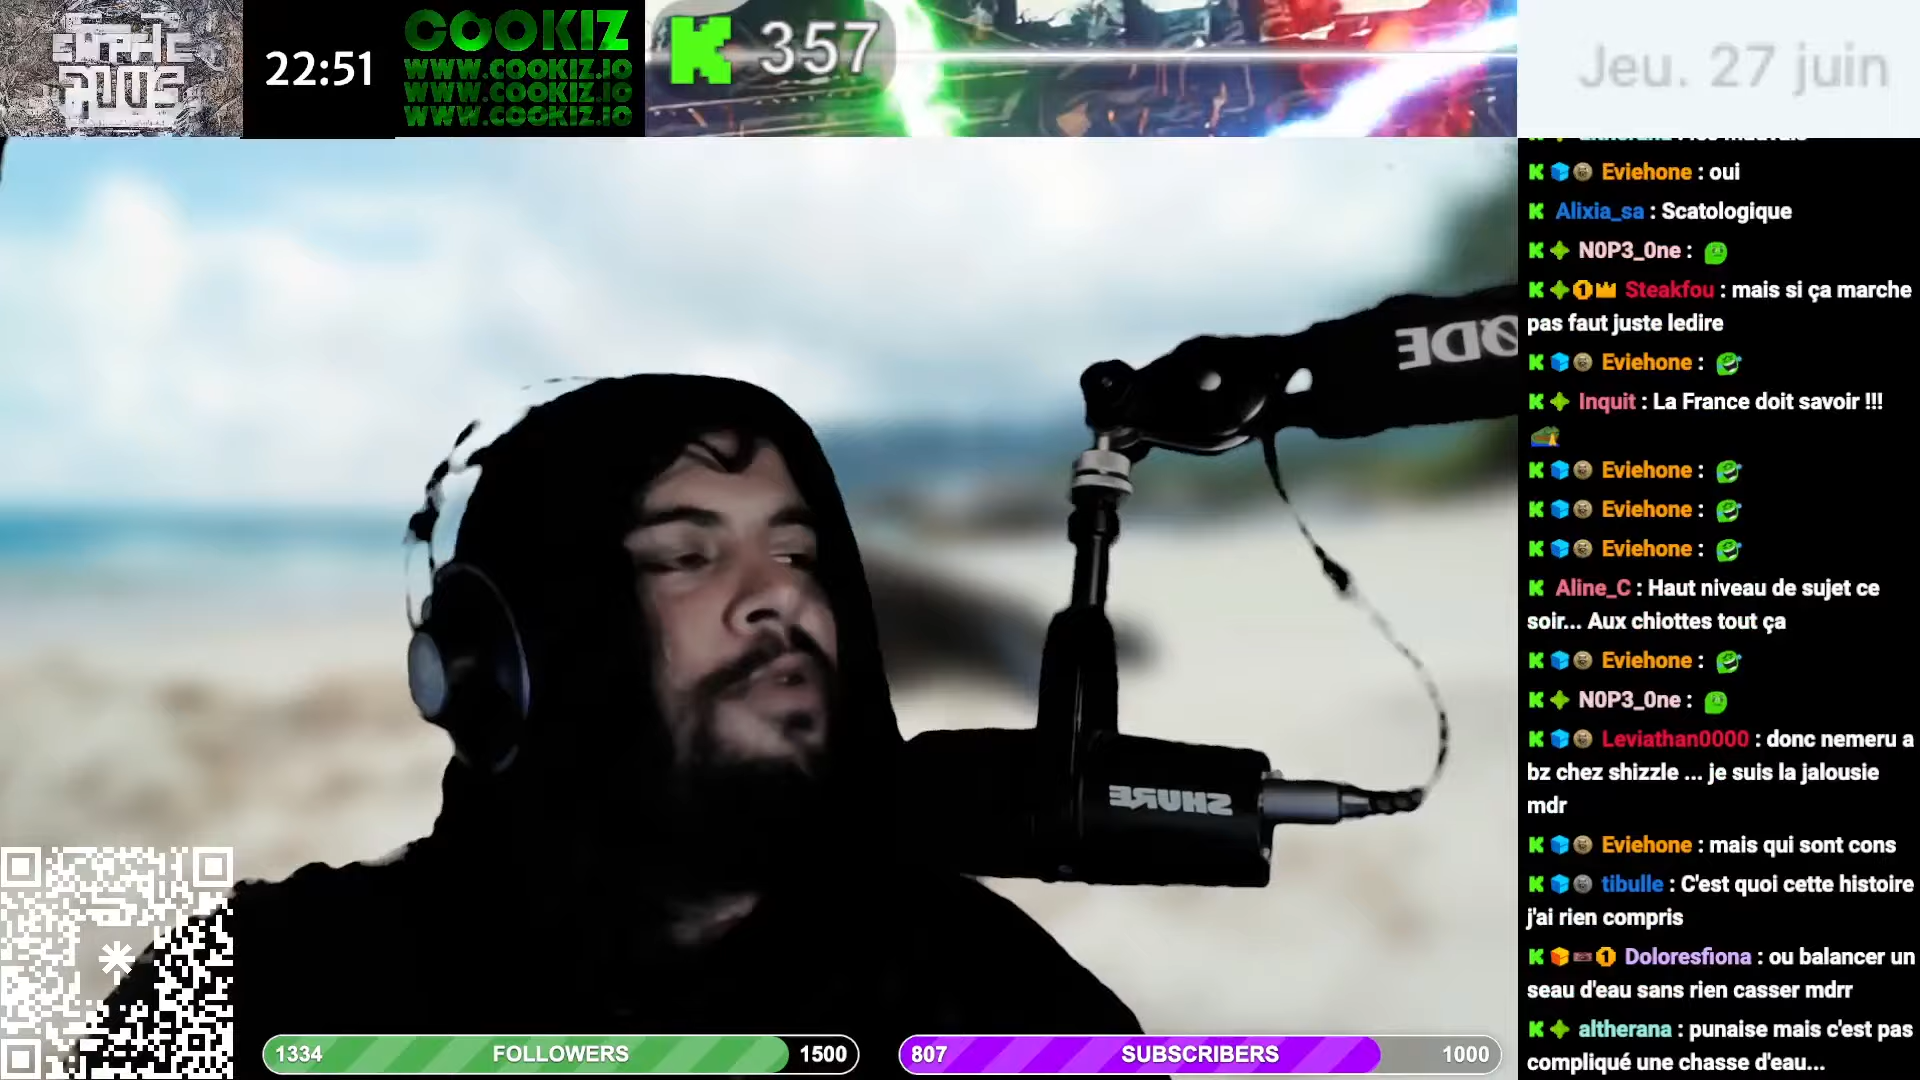 22:51
COOKIZ
WWW.COOKIZ.IO
WWW.COOKIZ.IO
WWW.COOKIZ.IO
K 357
Jeu. 27 juin
Eviehone : oui
Alixia_sa : Scatologique
N0P3_0ne :
Steakfou : mais si ça marche
pas faut juste ledire
Eviehone :
Inquit : La France doit savoir !!!
Eviehone :
Eviehone :
Eviehone :
Aline_C : Haut niveau de sujet ce
soir... Aux chiottes tout ça
Eviehone :
N0P3_0ne :
Leviathan0000 : donc nemeru a
bz chez shizzle ... je suis la jalousie
mdr
Eviehone : mais qui sont cons
tibulle : C'est quoi cette histoire
j'ai rien compris
Doloresfiona : ou balancer un
seau d'eau sans rien casser mdrr
altherana : punaise mais c'est pas
compliqué une chasse d'eau...
RØDE
SHURE
1334 FOLLOWERS 1500
807 SUBSCRIBERS 1000